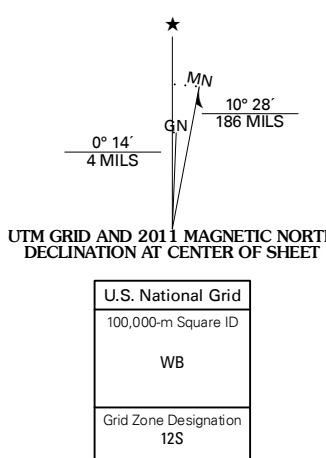 ★
MN
GN
10° 28´
186 MILS
0° 14´
4 MILS
UTM GRID AND 2011 MAGNETIC NORTH
DECLINATION AT CENTER OF SHEET
U.S. National Grid
100,000-m Square ID
WB
Grid Zone Designation
12S